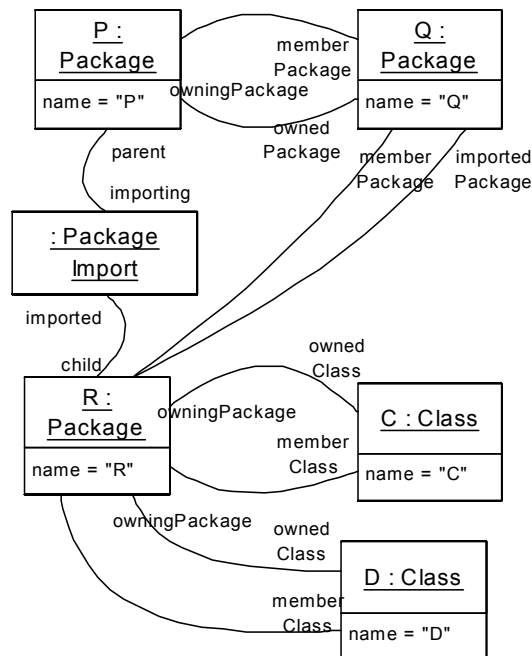 P :
Package
name = "P"
member
Package
owningPackage
owned
Package
Q :
Package
name = "Q"
parent
importing
member
Package
imported
Package
: Package
Import
imported
child
R :
Package
name = "R"
owned
Class
owningPackage
member
Class
C : Class
name = "C"
owningPackage
owned
Class
member
Class
D : Class
name = "D"